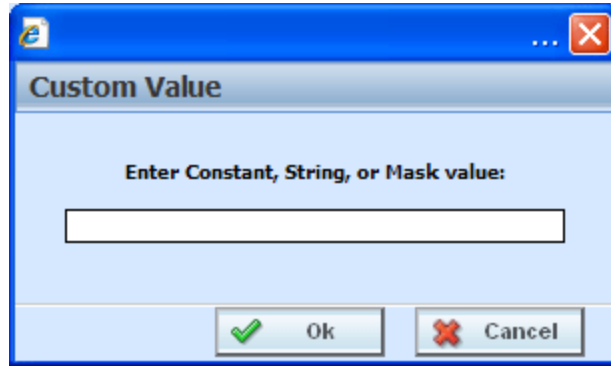 ...
Custom Value
Enter Constant, String, or Mask value:
Ok
Cancel